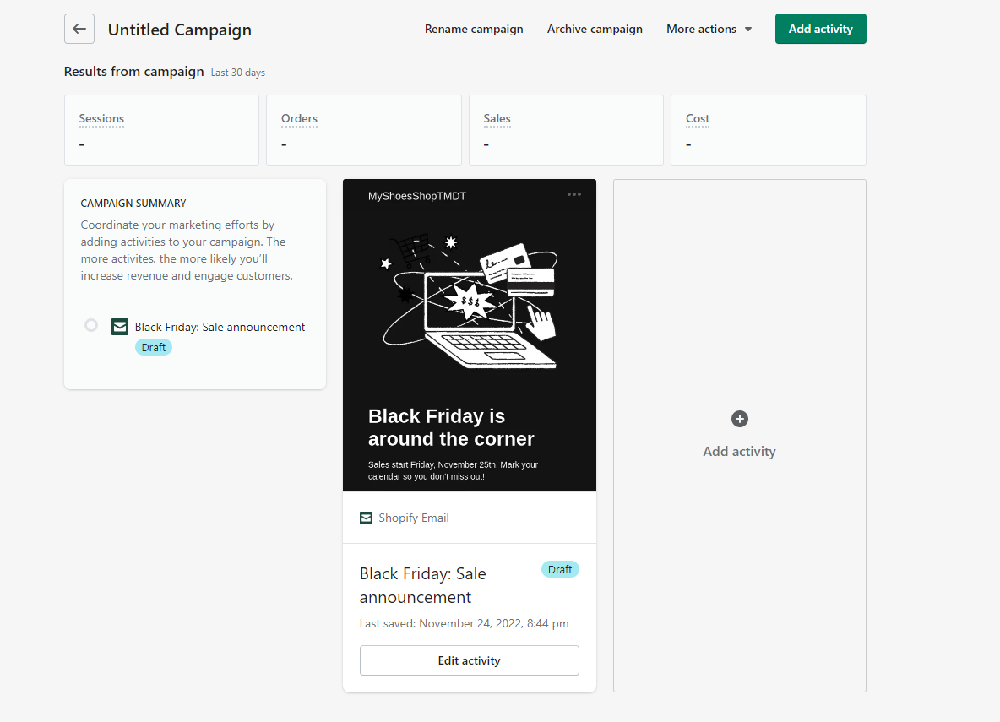 Untitled Campaign
Rename campaign
Archive campaign
More actions
Add activity
Results from campaign Last 30 days
Sessions
-
Orders
-
Sales
-
Cost
-
CAMPAIGN SUMMARY
Coordinate your marketing efforts by
adding activities to your campaign. The
more activites, the more likely you’ll
increase revenue and engage customers.
Black Friday: Sale announcement
Draft
MyShoesShopTMDT
$$$
Black Friday is
around the corner
Sales start Friday, November 25th. Mark your
calendar so you don’t miss out!
Shopify Email
Black Friday: Sale
announcement
Draft
Last saved: November 24, 2022, 8:44 pm
Edit activity
Add activity